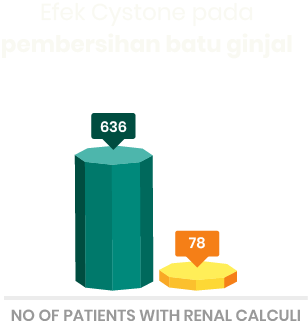 Efek Cystone pada
pembersihan batu ginjal
636
78
NO OF PATIENTS WITH RENAL CALCULI